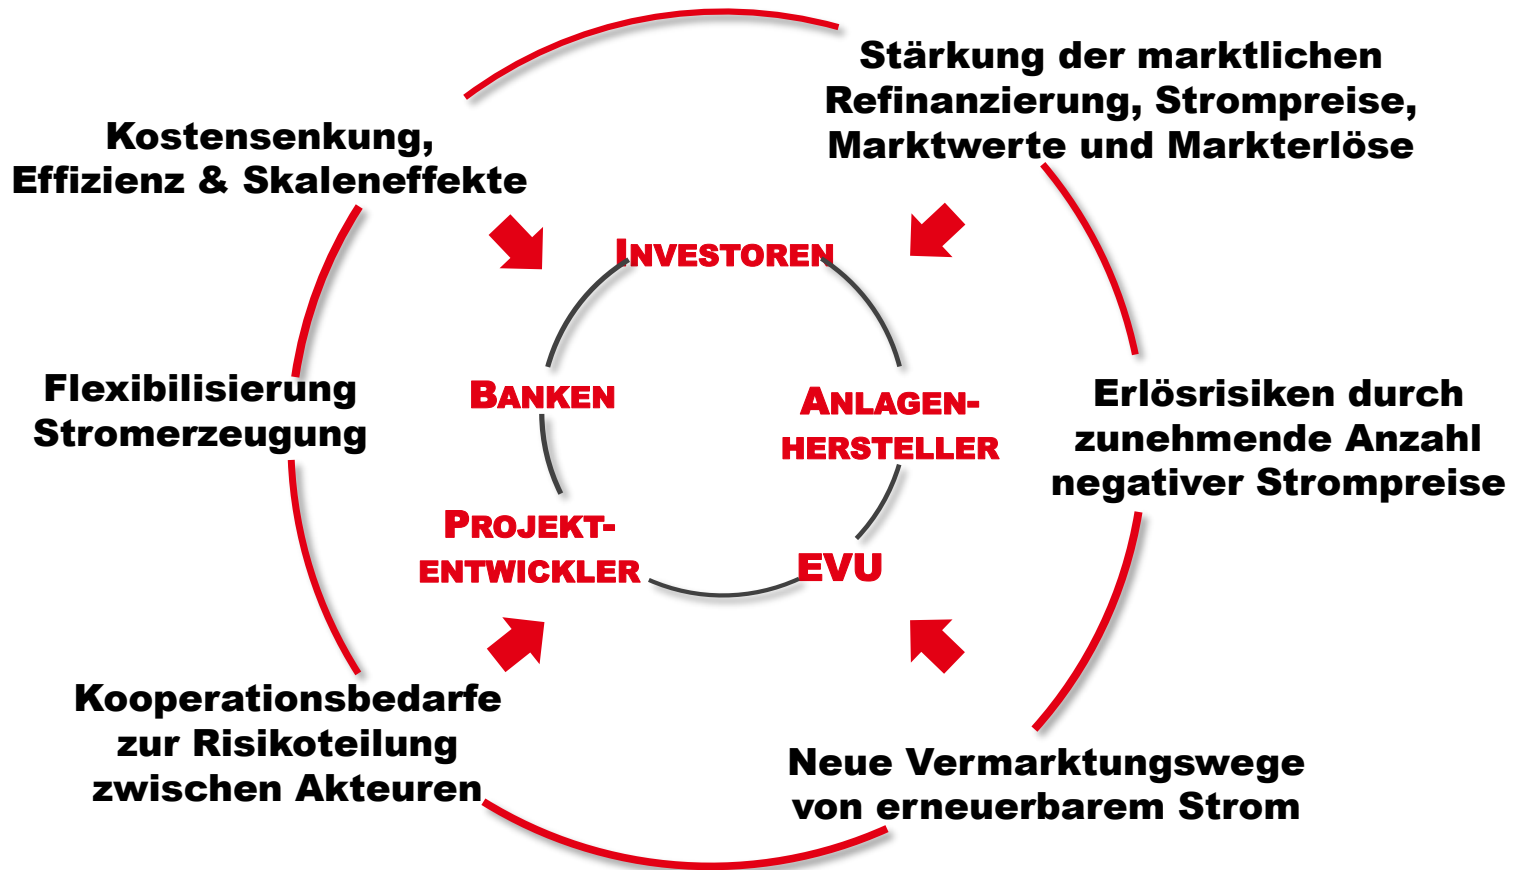 Stärkung der marktlichen
Refinanzierung, Strompreise,
Marktwerte und Markterlöse
Kostensenkung,
Effizienz & Skaleneffekte
INVESTOREN
Flexibilisierung
Stromerzeugung
BANKEN
ANLAGEN-
HERSTELLER
Erlösrisiken durch
zunehmende Anzahl
negativer Strompreise
PROJEKT-
ENTWICKLER
EVU
Kooperationsbedarfe
zur Risikoteilung
zwischen Akteuren
Neue Vermarktungswege
von erneuerbarem Strom